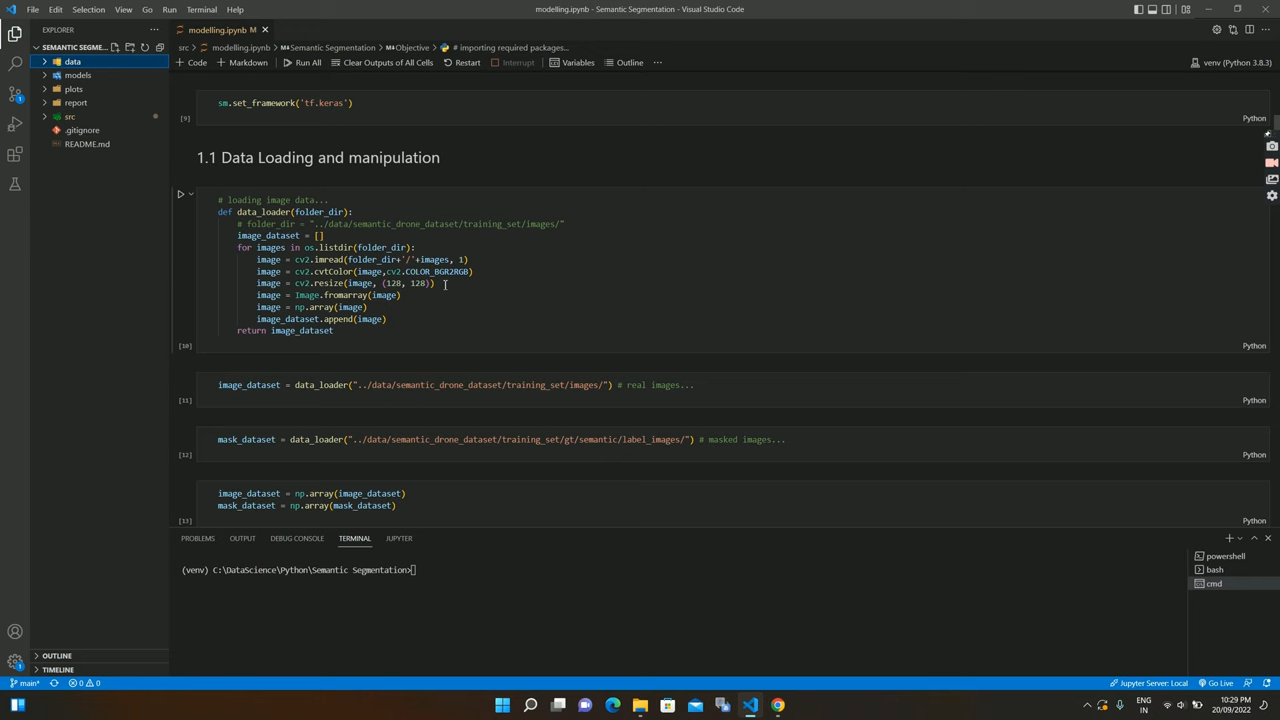 File Edit Selection View Go Run Terminal Help
modelling.ipynb - Semantic Segmentation - Visual Studio Code
EXPLORER
SEMANTIC SEGME...
data
models
plots
report
src
.gitignore
README.md
OUTLINE
TIMELINE
modelling.ipynb M
src > modelling.ipynb > Semantic Segmentation > Objective > # importing required packages...
+ Code + Markdown Run All Clear Outputs of All Cells Restart Interrupt Variables Outline ...
venv (Python 3.8.3)
sm.set_framework('tf.keras')
[9] Python
1.1 Data Loading and manipulation
# loading image data...
def data_loader(folder_dir):
# folder_dir = "../data/semantic_drone_dataset/training_set/images/"
image_dataset = []
for images in os.listdir(folder_dir):
image = cv2.imread(folder_dir+'/'+images, 1)
image = cv2.cvtColor(image,cv2.COLOR_BGR2RGB)
image = cv2.resize(image, (128, 128))
image = Image.fromarray(image)
image = np.array(image)
image_dataset.append(image)
return image_dataset
[10] Python
image_dataset = data_loader("../data/semantic_drone_dataset/training_set/images/") # real images...
[11] Python
mask_dataset = data_loader("../data/semantic_drone_dataset/training_set/gt/semantic/label_images/") # masked images...
[12] Python
image_dataset = np.array(image_dataset)
mask_dataset = np.array(mask_dataset)
[13] Python
PROBLEMS OUTPUT DEBUG CONSOLE TERMINAL JUPYTER
(venv) C:\DataScience\Python\Semantic Segmentation>
powershell
bash
cmd
main* 0 0
Jupyter Server: Local Go Live
ENG
IN
10:29 PM
20/09/2022